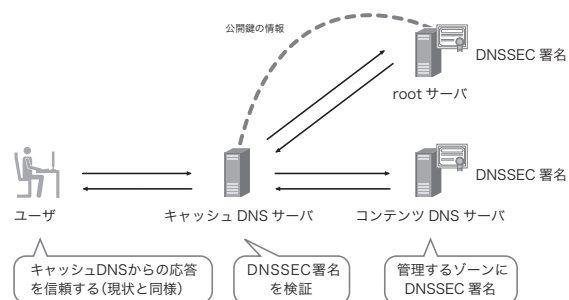 公開鍵の情報
DNSSEC 署名
root サーバ
DNSSEC 署名
ユーザ
キャッシュ DNS サーバ
コンテンツ DNS サーバ
キャッシュDNSからの応答
を信頼する(現状と同様)
DNSSEC署名
を検証
管理するゾーンに
DNSSEC 署名